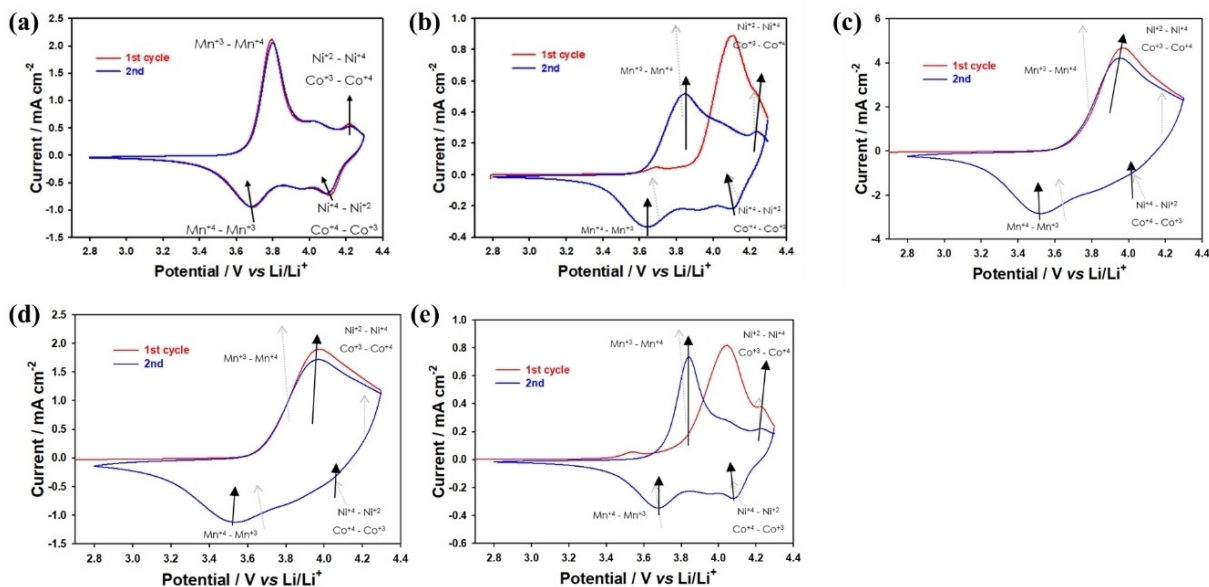 (a)
2.5
2.0
1.5
1.0
0.5
0.0
-0.5
-1.0
-1.5
Current / mA cm-2
1st cycle
2nd
Mn+3 - Mn+4
Ni+2 - Ni+4
Co+3 - Co+4
Mn+4 - Mn+3
Ni+4 - Ni+2
Co+4 - Co+3
2.8 3.0 3.2 3.4 3.6 3.8 4.0 4.2 4.4
Potential / V vs Li/Li+
(b)
1.0
0.8
0.6
0.4
0.2
0.0
-0.2
-0.4
Current / mA cm-2
1st cycle
2nd
Ni+2 - Ni+4
Co+3 - Co+4
Mn+3 - Mn+4
Mn+4 - Mn+3
Ni+4 - Ni+2
Co+4 - Co+3
2.8 3.0 3.2 3.4 3.6 3.8 4.0 4.2 4.4
Potential / V vs Li/Li+
(c)
6
4
2
0
-2
-4
-6
Current / mA cm-2
1st cycle
2nd
Ni+2 - Ni+4
Co+3 - Co+4
Mn+3 - Mn+4
Mn+4 - Mn+3
Ni+4 - Ni+2
Co+4 - Co+3
2.8 3.0 3.2 3.4 3.6 3.8 4.0 4.2 4.4
Potential / V vs Li/Li+
(d)
2.5
2.0
1.5
1.0
0.5
0.0
-0.5
-1.0
-1.5
Current / mA cm-2
1st cycle
2nd
Ni+2 - Ni+4
Co+3 - Co+4
Mn+3 - Mn+4
Mn+4 - Mn+3
Ni+4 - Ni+2
Co+4 - Co+3
2.8 3.0 3.2 3.4 3.6 3.8 4.0 4.2 4.4
Potential / V vs Li/Li+
(e)
1.0
0.8
0.6
0.4
0.2
0.0
-0.2
-0.4
-0.6
Current / mA cm-2
1st cycle
2nd
Ni+2 - Ni+4
Co+3 - Co+4
Mn+3 - Mn+4
Mn+4 - Mn+3
Ni+4 - Ni+2
Co+4 - Co+3
2.8 3.0 3.2 3.4 3.6 3.8 4.0 4.2 4.4
Potential / V vs Li/Li+